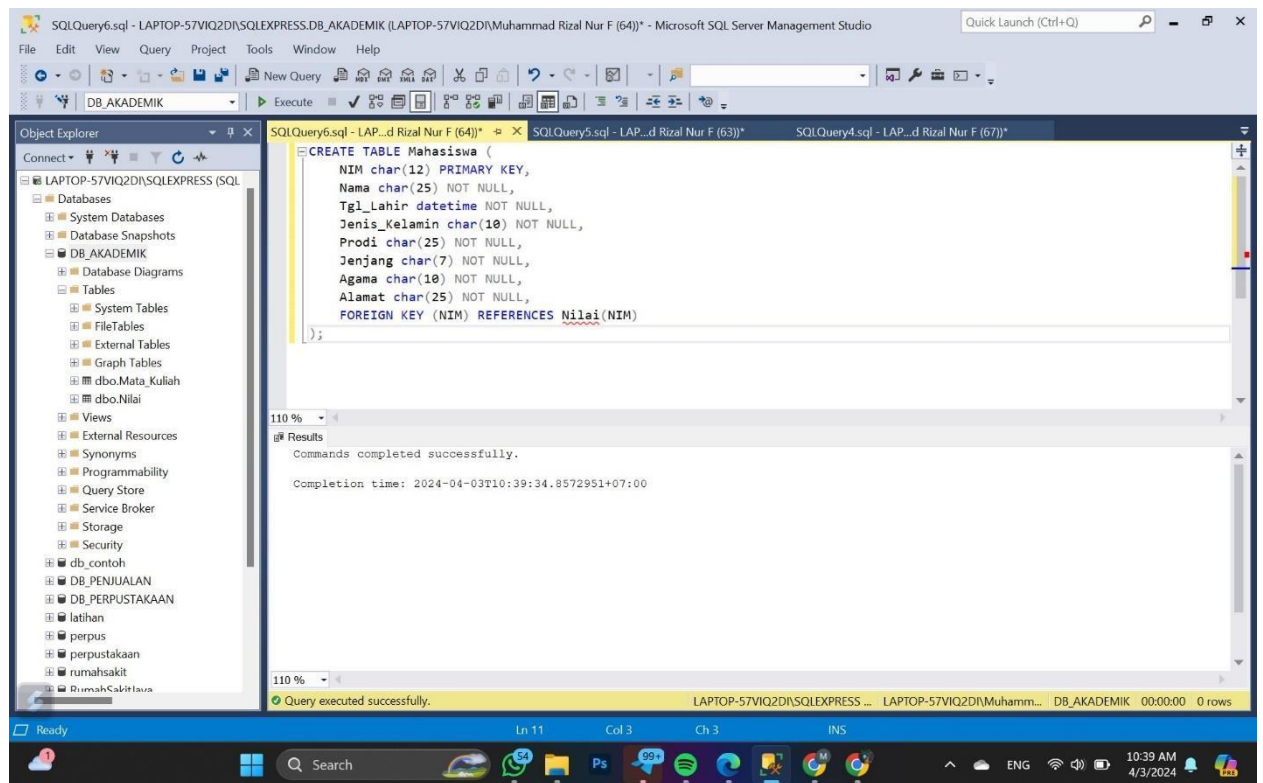 SQLQuery6.sql - LAPTOP-57VIQ2DI\SQLEXPRESS.DB_AKADEMIK (LAPTOP-57VIQ2DI\Muhammad Rizal Nur F (64))* - Microsoft SQL Server Management Studio
Quick Launch (Ctrl+Q)
File Edit View Query Project Tools Window Help
New Query
DB_AKADEMIK
Execute
Object Explorer
SQLQuery6.sql - LAP...d Rizal Nur F (64))* SQLQuery5.sql - LAP...d Rizal Nur F (63))* SQLQuery4.sql - LAP...d Rizal Nur F (67))*
Connect
LAPTOP-57VIQ2DI\SQLEXPRESS (SQL
Databases
System Databases
Database Snapshots
DB_AKADEMIK
Database Diagrams
Tables
System Tables
FileTables
External Tables
Graph Tables
dbo.Mata_Kuliah
dbo.Nilai
Views
External Resources
Synonyms
Programmability
Query Store
Service Broker
Storage
Security
db_contoh
DB_PENJUALAN
DB_PERPUSTAKAAN
latihan
perpus
perpustakaan
rumahsakit
RumahSakitJaya
CREATE TABLE Mahasiswa (
NIM char(12) PRIMARY KEY,
Nama char(25) NOT NULL,
Tgl_Lahir datetime NOT NULL,
Jenis_Kelamin char(10) NOT NULL,
Prodi char(25) NOT NULL,
Jenjang char(7) NOT NULL,
Agama char(10) NOT NULL,
Alamat char(25) NOT NULL,
FOREIGN KEY (NIM) REFERENCES Nilai(NIM)
);
110 %
Results
Commands completed successfully.
Completion time: 2024-04-03T10:39:34.8572951+07:00
110 %
Query executed successfully. LAPTOP-57VIQ2DI\SQLEXPRESS ... LAPTOP-57VIQ2DI\Muhamm... DB_AKADEMIK 00:00:00 0 rows
Ready Ln 11 Col 3 Ch 3 INS
1
Search
54
Ps
99+
ENG
10:39 AM
4/3/2024